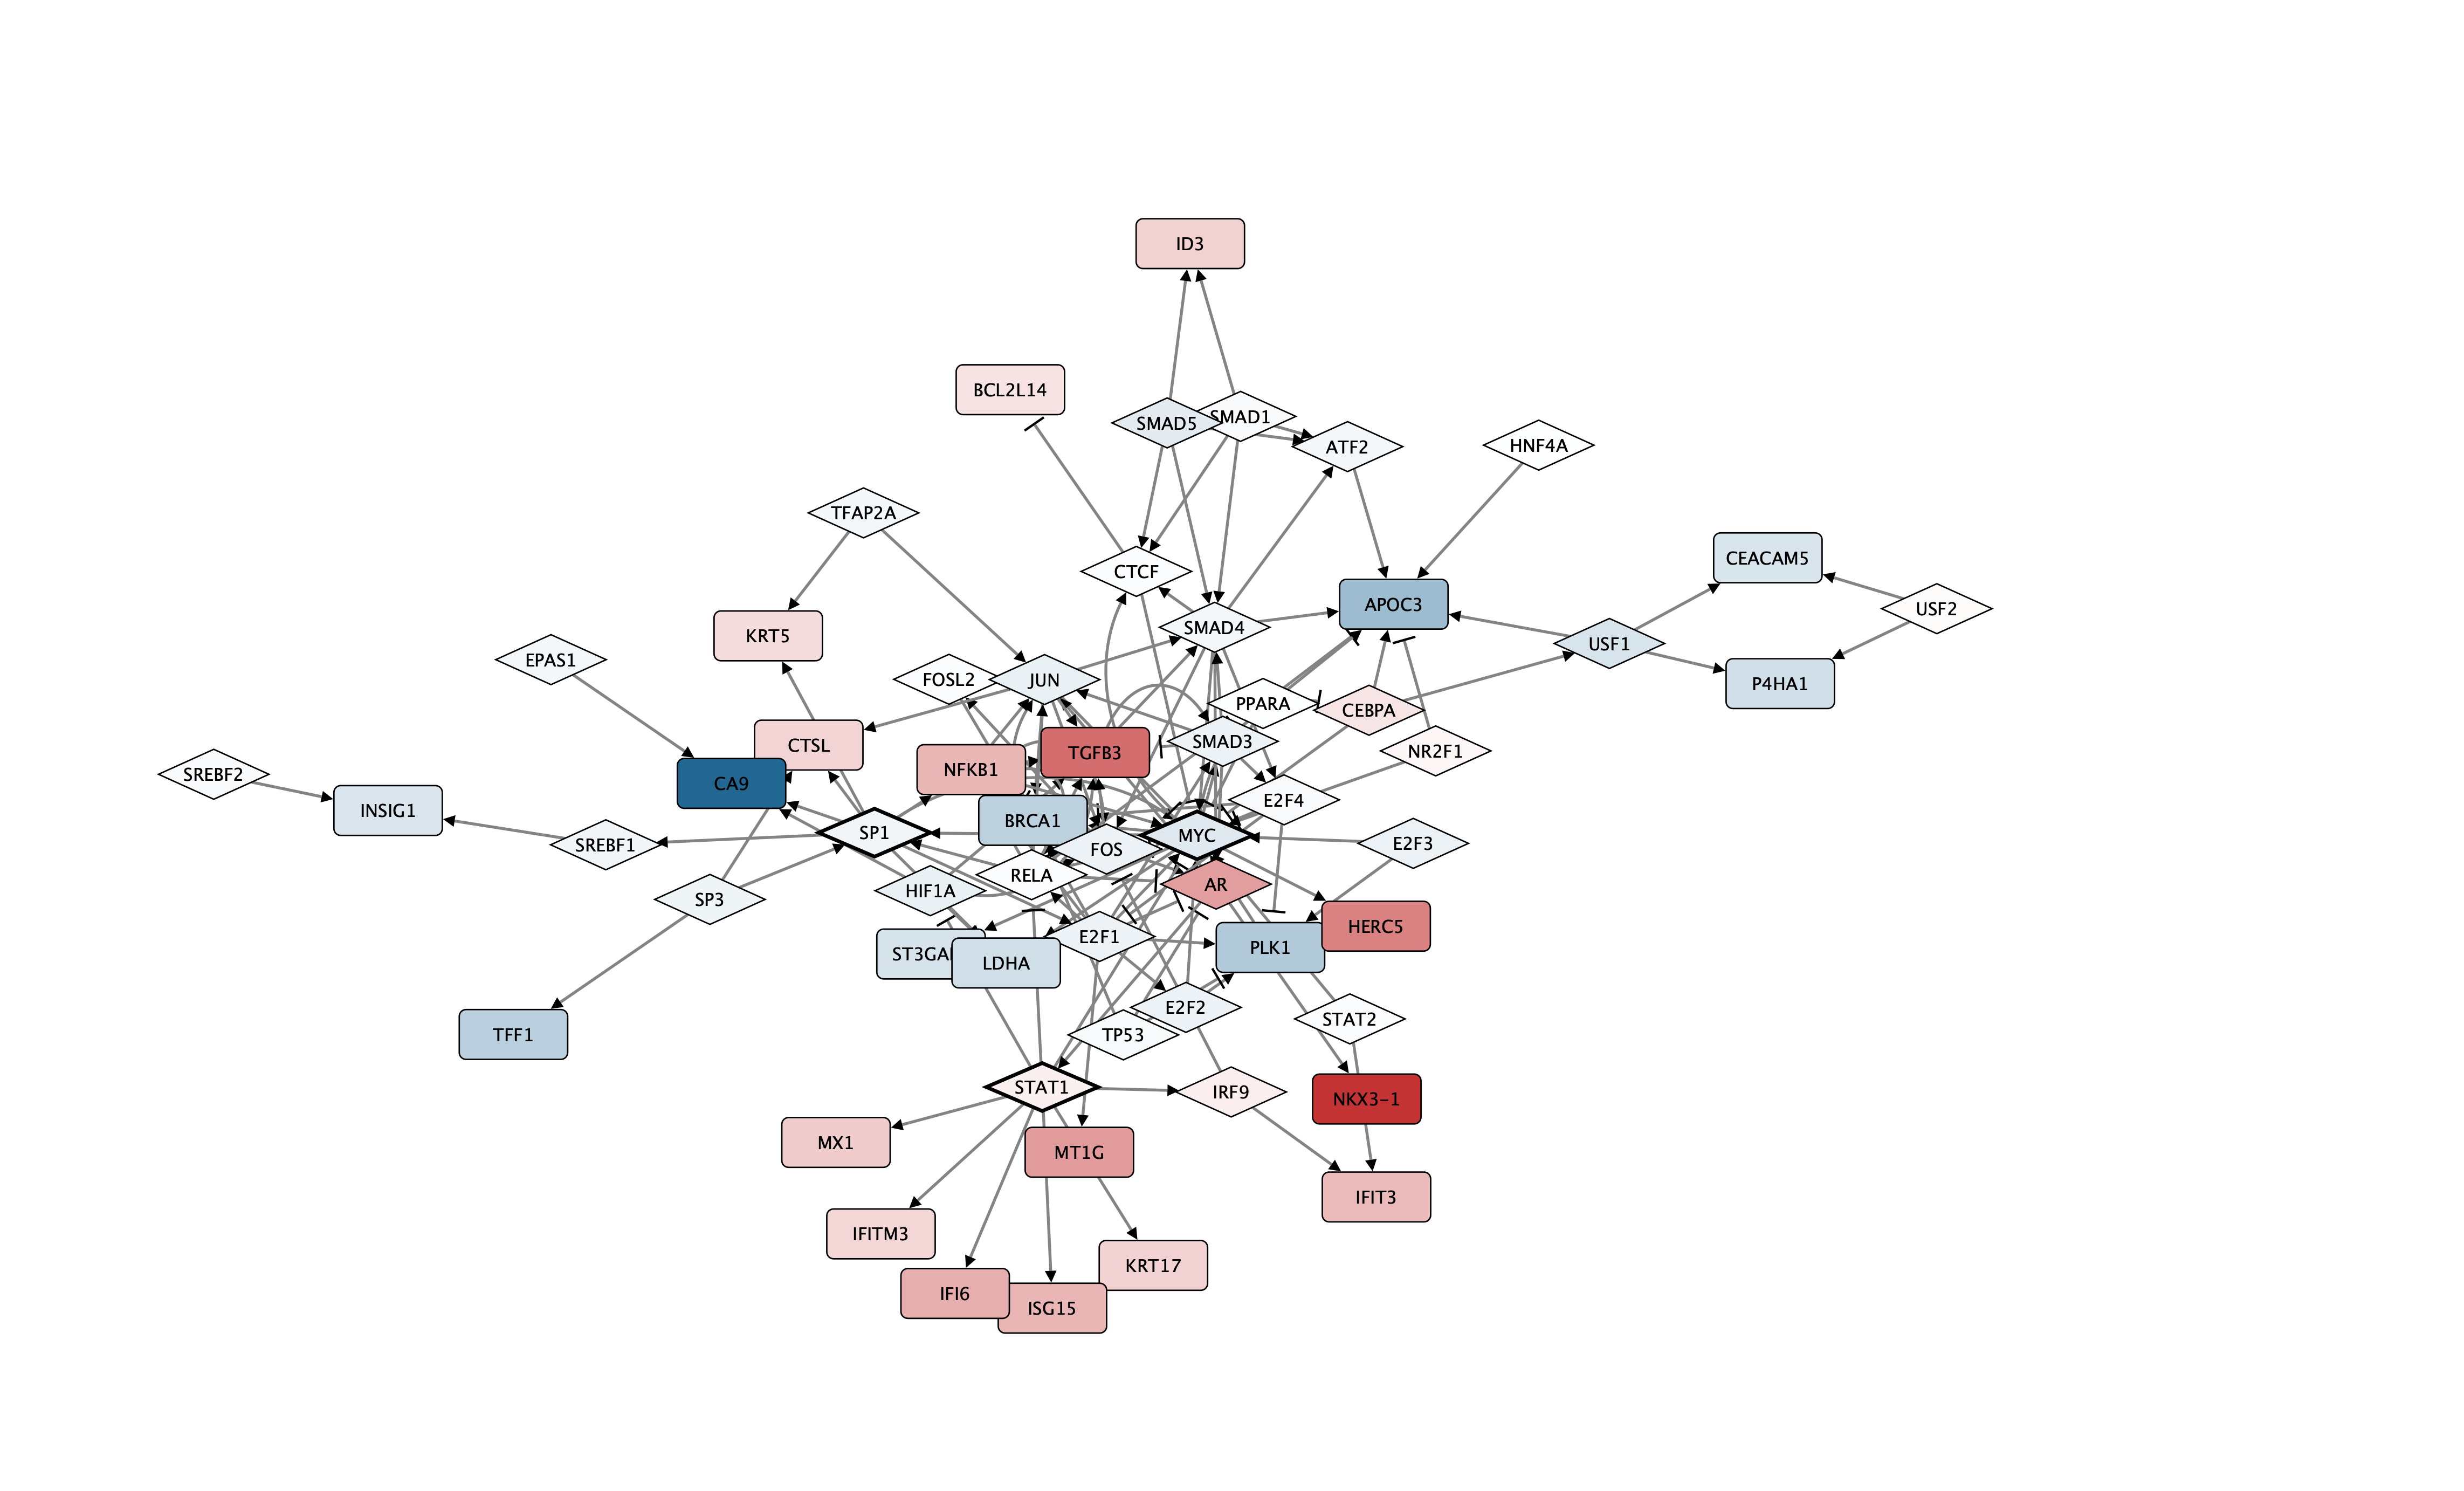 ID3
BCL2L14
SMAD5
SMAD1
ATF2
HNF4A
TFAP2A
CTCF
CEACAM5
APOC3
USF2
SMAD4
KRT5
USF1
EPAS1
FOSL2
JUN
P4HA1
PPARA
CEBPA
CTSL
SMAD3
NR2F1
TGFB3
NFKB1
SREBF2
CA9
INSIG1
E2F4
BRCA1
SP1
MYC
SREBF1
FOS
E2F3
RELA
AR
HIF1A
SP3
HERC5
E2F1
PLK1
ST3GA
LDHA
E2F2
STAT2
TFF1
TP53
STAT1
IRF9
NKX3-1
MX1
MT1G
IFIT3
IFITM3
KRT17
IFI6
ISG15